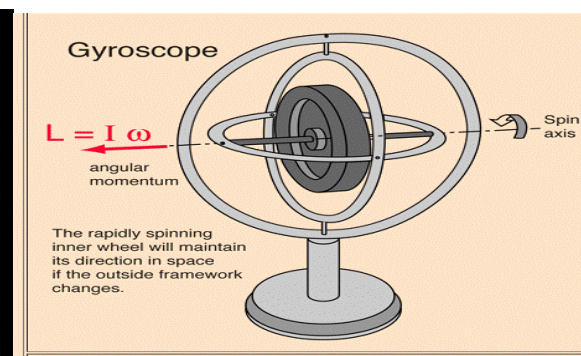 Gyroscope
L = I ω
angular
momentum
Spin
axis
The rapidly spinning
inner wheel will maintain
its direction in space
if the outside framework
changes.